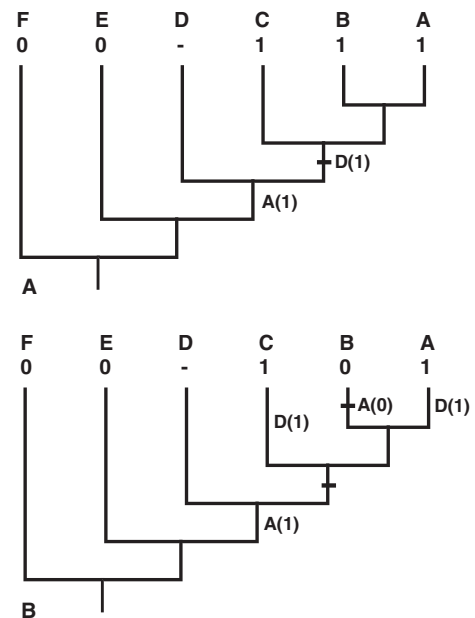 F E D C B A
0 0 - 1 1 1
D(1)
A(1)
A
F E D C B A
0 0 - 1 0 1
A(0) D(1)
D(1)
A(1)
B